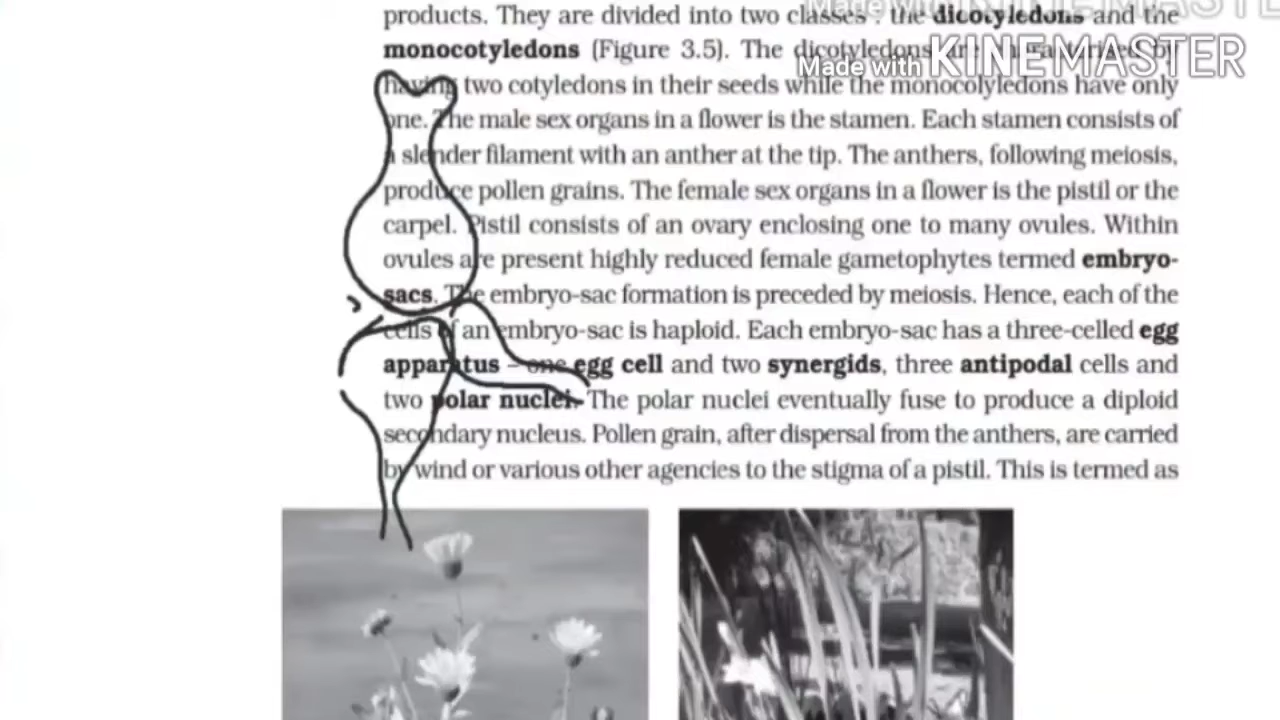 products. They are divided into two classes : the dicotyledons and the
Made with KINEMASTER
monocotyledons (Figure 3.5). The dicotyledons are characterised by
having two cotyledons in their seeds while the monocolyledons have only
one. The male sex organs in a flower is the stamen. Each stamen consists of
a slender filament with an anther at the tip. The anthers, following meiosis,
produce pollen grains. The female sex organs in a flower is the pistil or the
carpel. Pistil consists of an ovary enclosing one to many ovules. Within
ovules are present highly reduced female gametophytes termed embryo-
sacs. The embryo-sac formation is preceded by meiosis. Hence, each of the
cells of an embryo-sac is haploid. Each embryo-sac has a three-celled egg
apparatus – one egg cell and two synergids, three antipodal cells and
two polar nuclei. The polar nuclei eventually fuse to produce a diploid
secondary nucleus. Pollen grain, after dispersal from the anthers, are carried
by wind or various other agencies to the stigma of a pistil. This is termed as